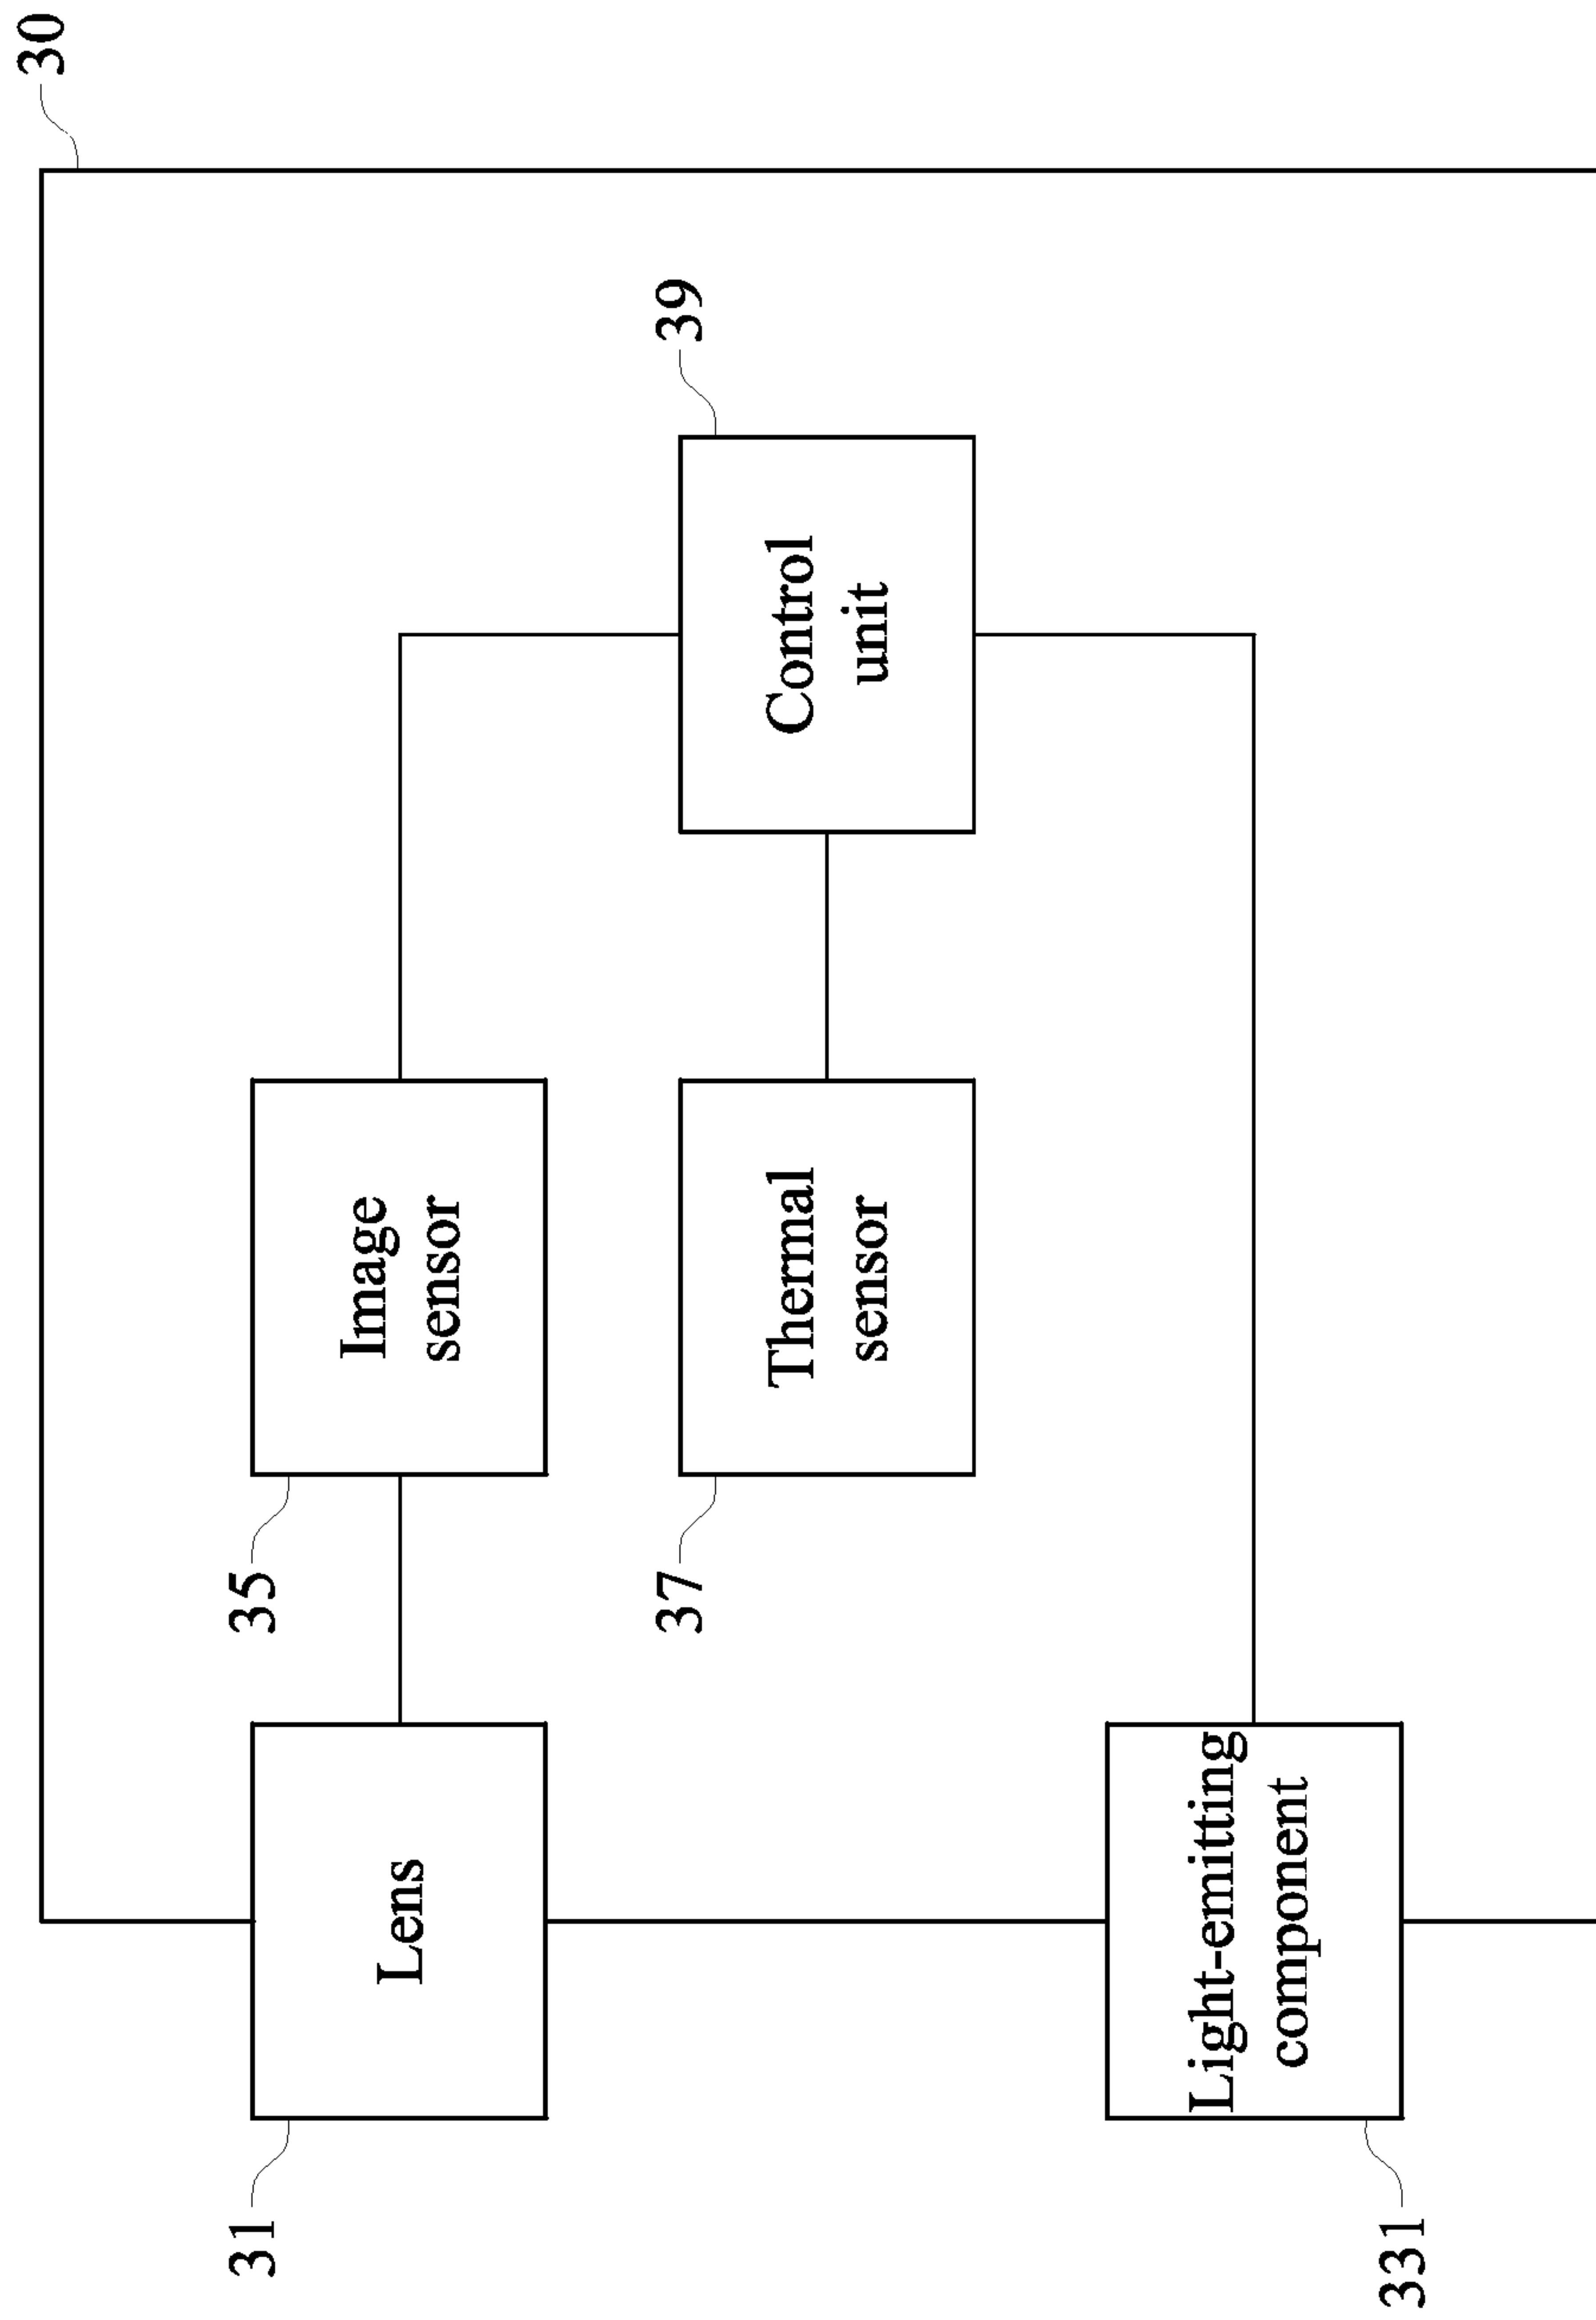 30
31
Lens
35
Image
sensor
39
Control
unit
37
Thermal
sensor
331
Light-emitting
component